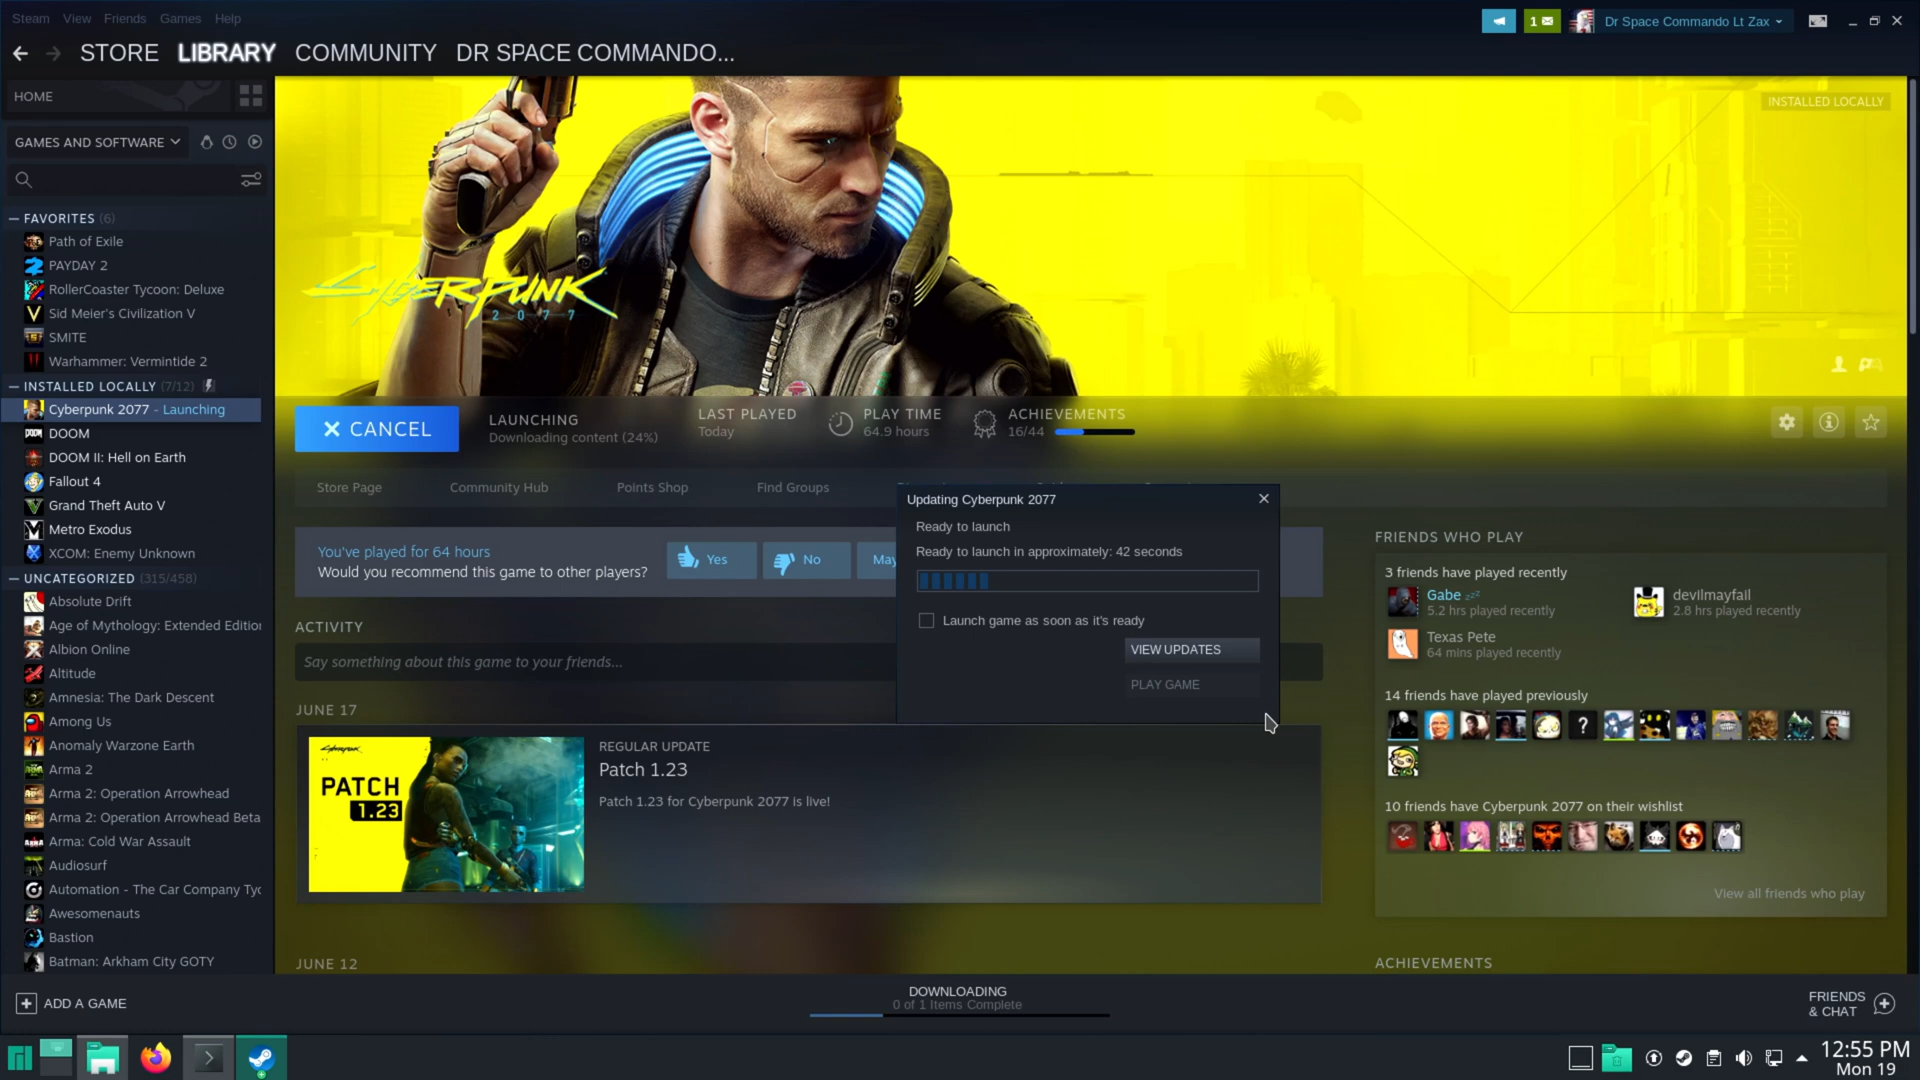 Steam View Friends Games Help
1
Dr Space Commando Lt Zax
STORE LIBRARY COMMUNITY DR SPACE COMMANDO...
HOME
INSTALLED LOCALLY
GAMES AND SOFTWARE
FAVORITES (6)
Path of Exile
PAYDAY 2
RollerCoaster Tycoon: Deluxe
Sid Meier's Civilization V
SMITE
Warhammer: Vermintide 2
INSTALLED LOCALLY (7/12)
Cyberpunk 2077 - Launching
DOOM
DOOM II: Hell on Earth
Fallout 4
Grand Theft Auto V
Metro Exodus
XCOM: Enemy Unknown
UNCATEGORIZED (315/458)
Absolute Drift
Age of Mythology: Extended Edition
Albion Online
Altitude
Amnesia: The Dark Descent
Among Us
Anomaly Warzone Earth
Arma 2
Arma 2: Operation Arrowhead
Arma 2: Operation Arrowhead Beta
Arma: Cold War Assault
Audiosurf
Automation - The Car Company Tyc
Awesomenauts
Bastion
Batman: Arkham City GOTY
CYBERPUNK
2077
CANCEL
LAUNCHING
Downloading content (24%)
LAST PLAYED
Today
PLAY TIME
64.9 hours
ACHIEVEMENTS
16/44
Store Page Community Hub Points Shop Find Groups
You've played for 64 hours
Would you recommend this game to other players?
Yes No May
Updating Cyberpunk 2077
Ready to launch
Ready to launch in approximately: 42 seconds
Launch game as soon as it's ready
VIEW UPDATES
PLAY GAME
ACTIVITY
Say something about this game to your friends...
JUNE 17
PATCH
1.23
REGULAR UPDATE
Patch 1.23
Patch 1.23 for Cyberpunk 2077 is live!
JUNE 12
FRIENDS WHO PLAY
3 friends have played recently
Gabe zzz
5.2 hrs played recently
devilmayfail
2.8 hrs played recently
Texas Pete
64 mins played recently
14 friends have played previously
?
10 friends have Cyberpunk 2077 on their wishlist
View all friends who play
ACHIEVEMENTS
ADD A GAME
DOWNLOADING
0 of 1 Items Complete
FRIENDS
& CHAT
12:55 PM
Mon 19